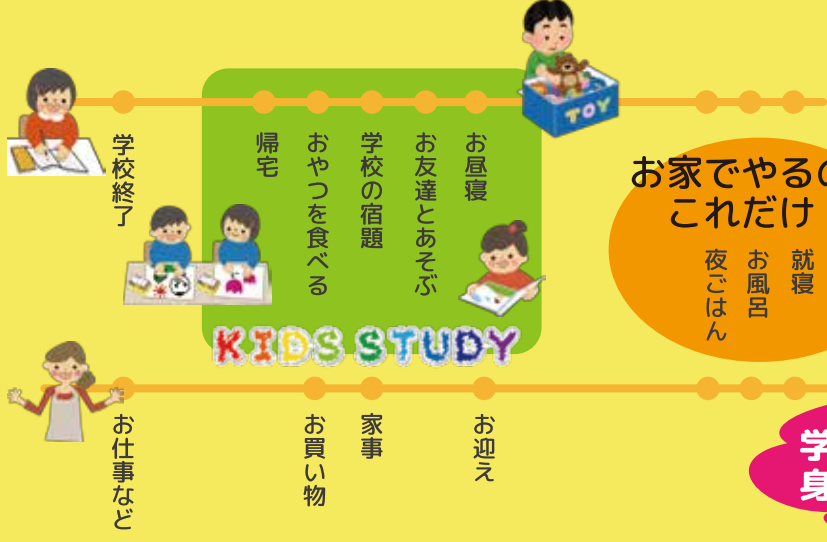 学校終了
帰宅
おやつを食べる
学校の宿題
お友達とあそぶ
お昼寝
TOY
お家でやるの
これだけ
夜ごはん
お風呂
就寝
KIDS STUDY
お仕事など
お買い物
家事
お迎え
学
身